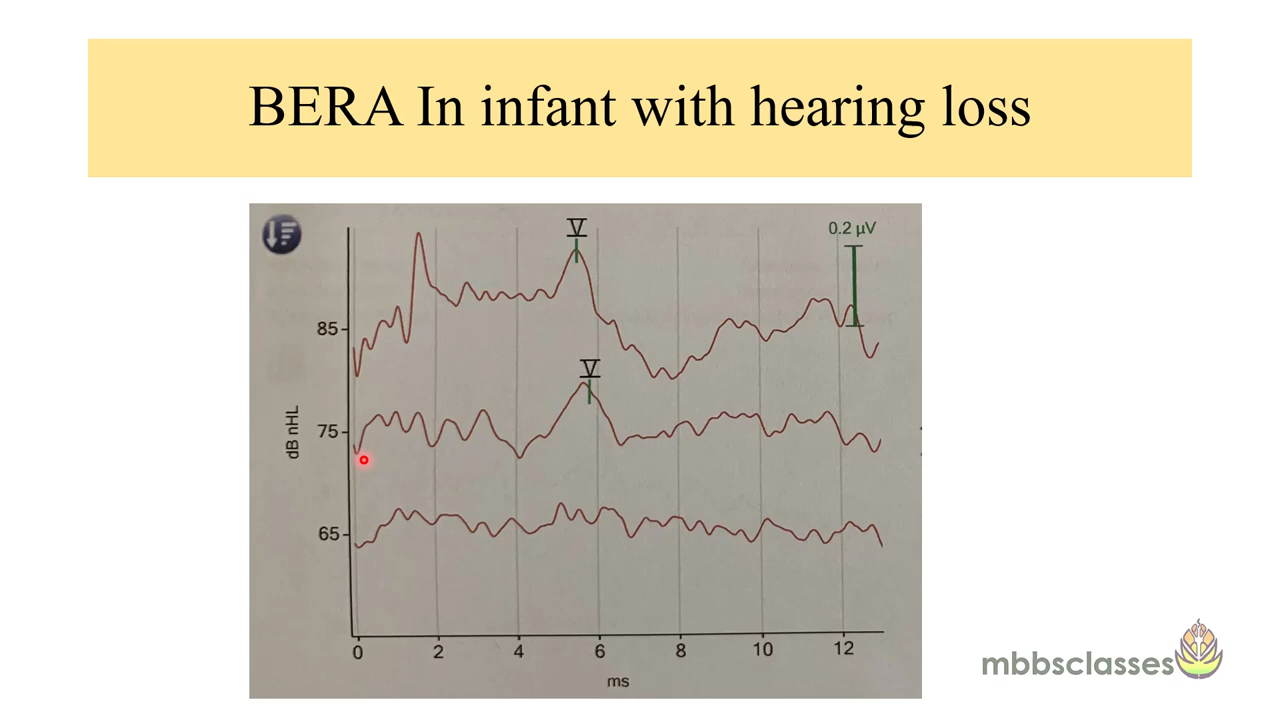 BERA In infant with hearing loss
V
0.2 µV
85
V
dB nHL
75
65
0 2 4 6 8 10 12
ms
mbbsclasses